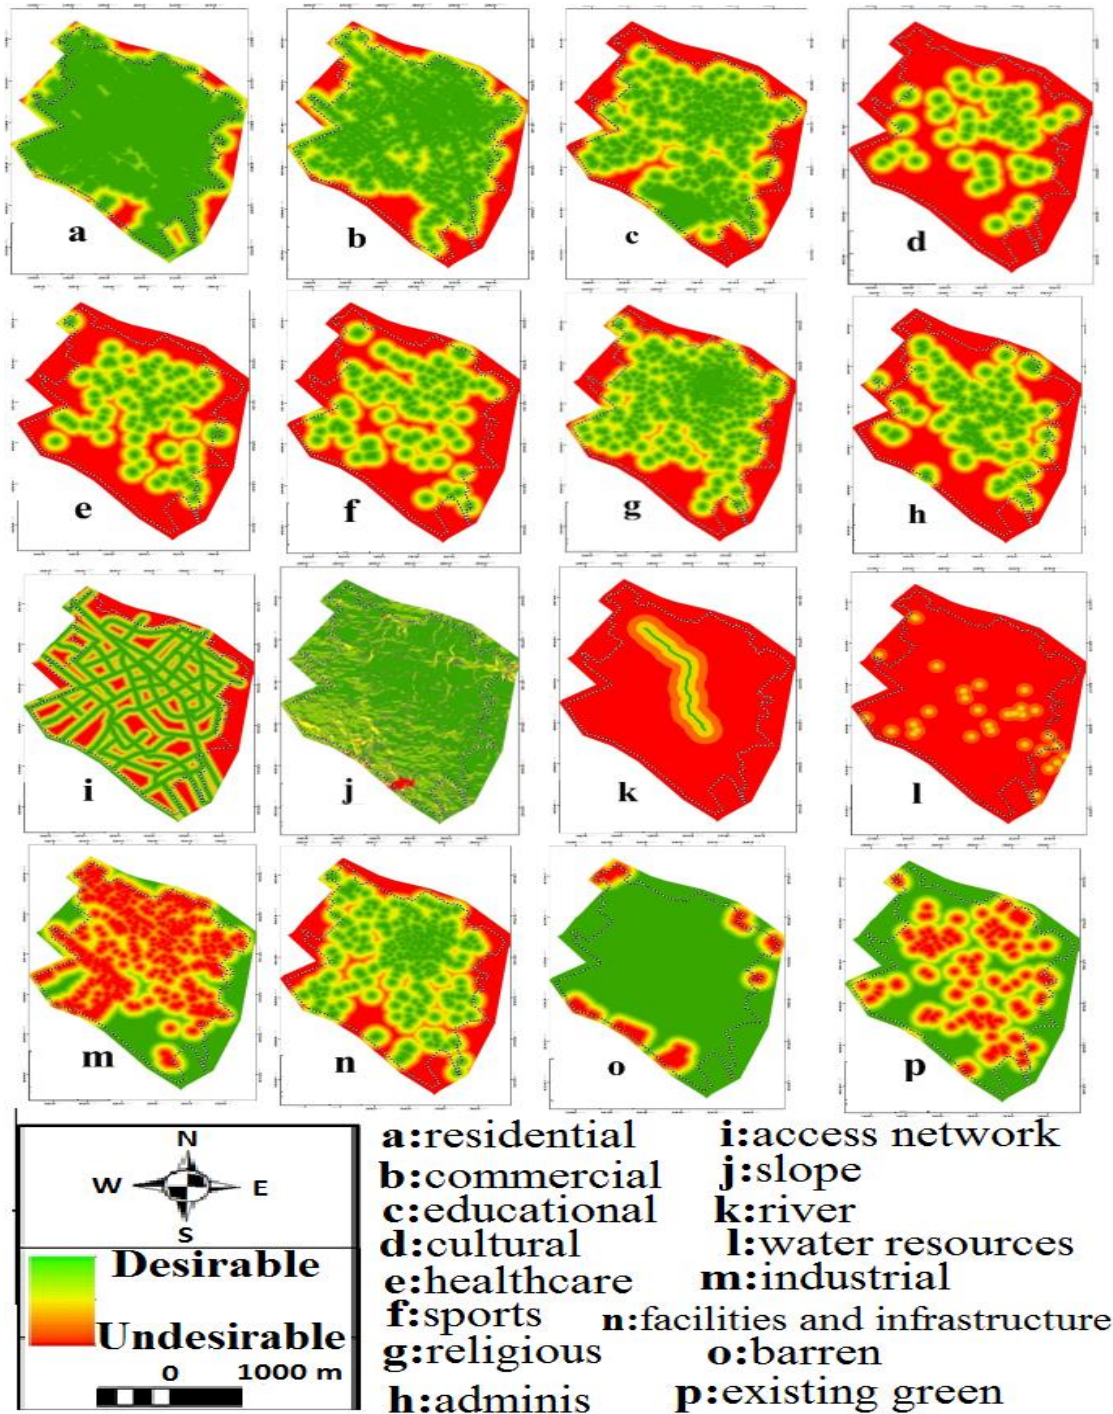 a
b
c
d
e
f
g
h
i
j
k
l
m
n
o
p
N
W E
S
Desirable
Undesirable
0 1000 m
a:residential
b:commercial
c:educational
d:cultural
e:healthcare
f:sports
g:religious
h:adminis
i:access network
j:slope
k:river
l:water resources
m:industrial
n:facilities and infrastructure
o:barren
p:existing green